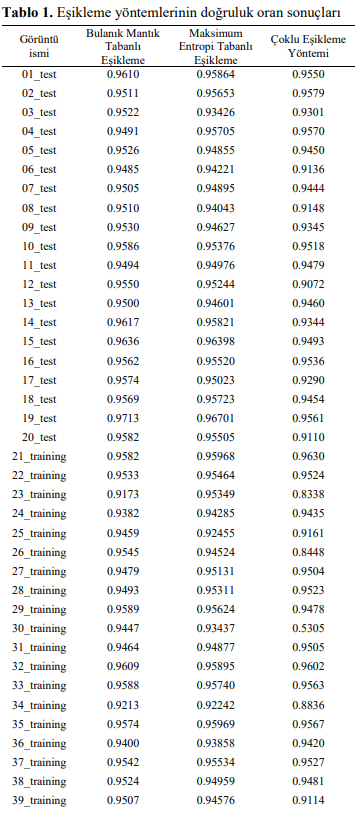 Tablo 1. Eşikleme yöntemlerinin doğruluk oran sonuçları
Görüntü ismi Bulanık Mantık Tabanlı Eşikleme Maksimum Entropi Tabanlı Eşikleme Çoklu Eşikleme Yöntemi
01_test 0.9610 0.95864 0.9550
02_test 0.9511 0.95653 0.9579
03_test 0.9522 0.93426 0.9301
04_test 0.9491 0.95705 0.9570
05_test 0.9526 0.94855 0.9450
06_test 0.9485 0.94221 0.9136
07_test 0.9505 0.94895 0.9444
08_test 0.9510 0.94043 0.9148
09_test 0.9530 0.94627 0.9345
10_test 0.9586 0.95376 0.9518
11_test 0.9494 0.94976 0.9479
12_test 0.9550 0.95244 0.9072
13_test 0.9500 0.94601 0.9460
14_test 0.9617 0.95821 0.9344
15_test 0.9636 0.96398 0.9493
16_test 0.9562 0.95520 0.9536
17_test 0.9574 0.95023 0.9290
18_test 0.9569 0.95723 0.9454
19_test 0.9713 0.96701 0.9561
20_test 0.9582 0.95505 0.9110
21_training 0.9582 0.95968 0.9630
22_training 0.9533 0.95464 0.9524
23_training 0.9173 0.95349 0.8338
24_training 0.9382 0.94285 0.9435
25_training 0.9459 0.92455 0.9161
26_training 0.9545 0.94524 0.8448
27_training 0.9479 0.95131 0.9504
28_training 0.9493 0.95311 0.9523
29_training 0.9589 0.95624 0.9478
30_training 0.9447 0.93437 0.5305
31_training 0.9464 0.94877 0.9505
32_training 0.9609 0.95895 0.9602
33_training 0.9588 0.95740 0.9563
34_training 0.9213 0.92242 0.8836
35_training 0.9574 0.95969 0.9567
36_training 0.9400 0.93858 0.9420
37_training 0.9542 0.95534 0.9527
38_training 0.9524 0.94959 0.9481
39_training 0.9507 0.94576 0.9114